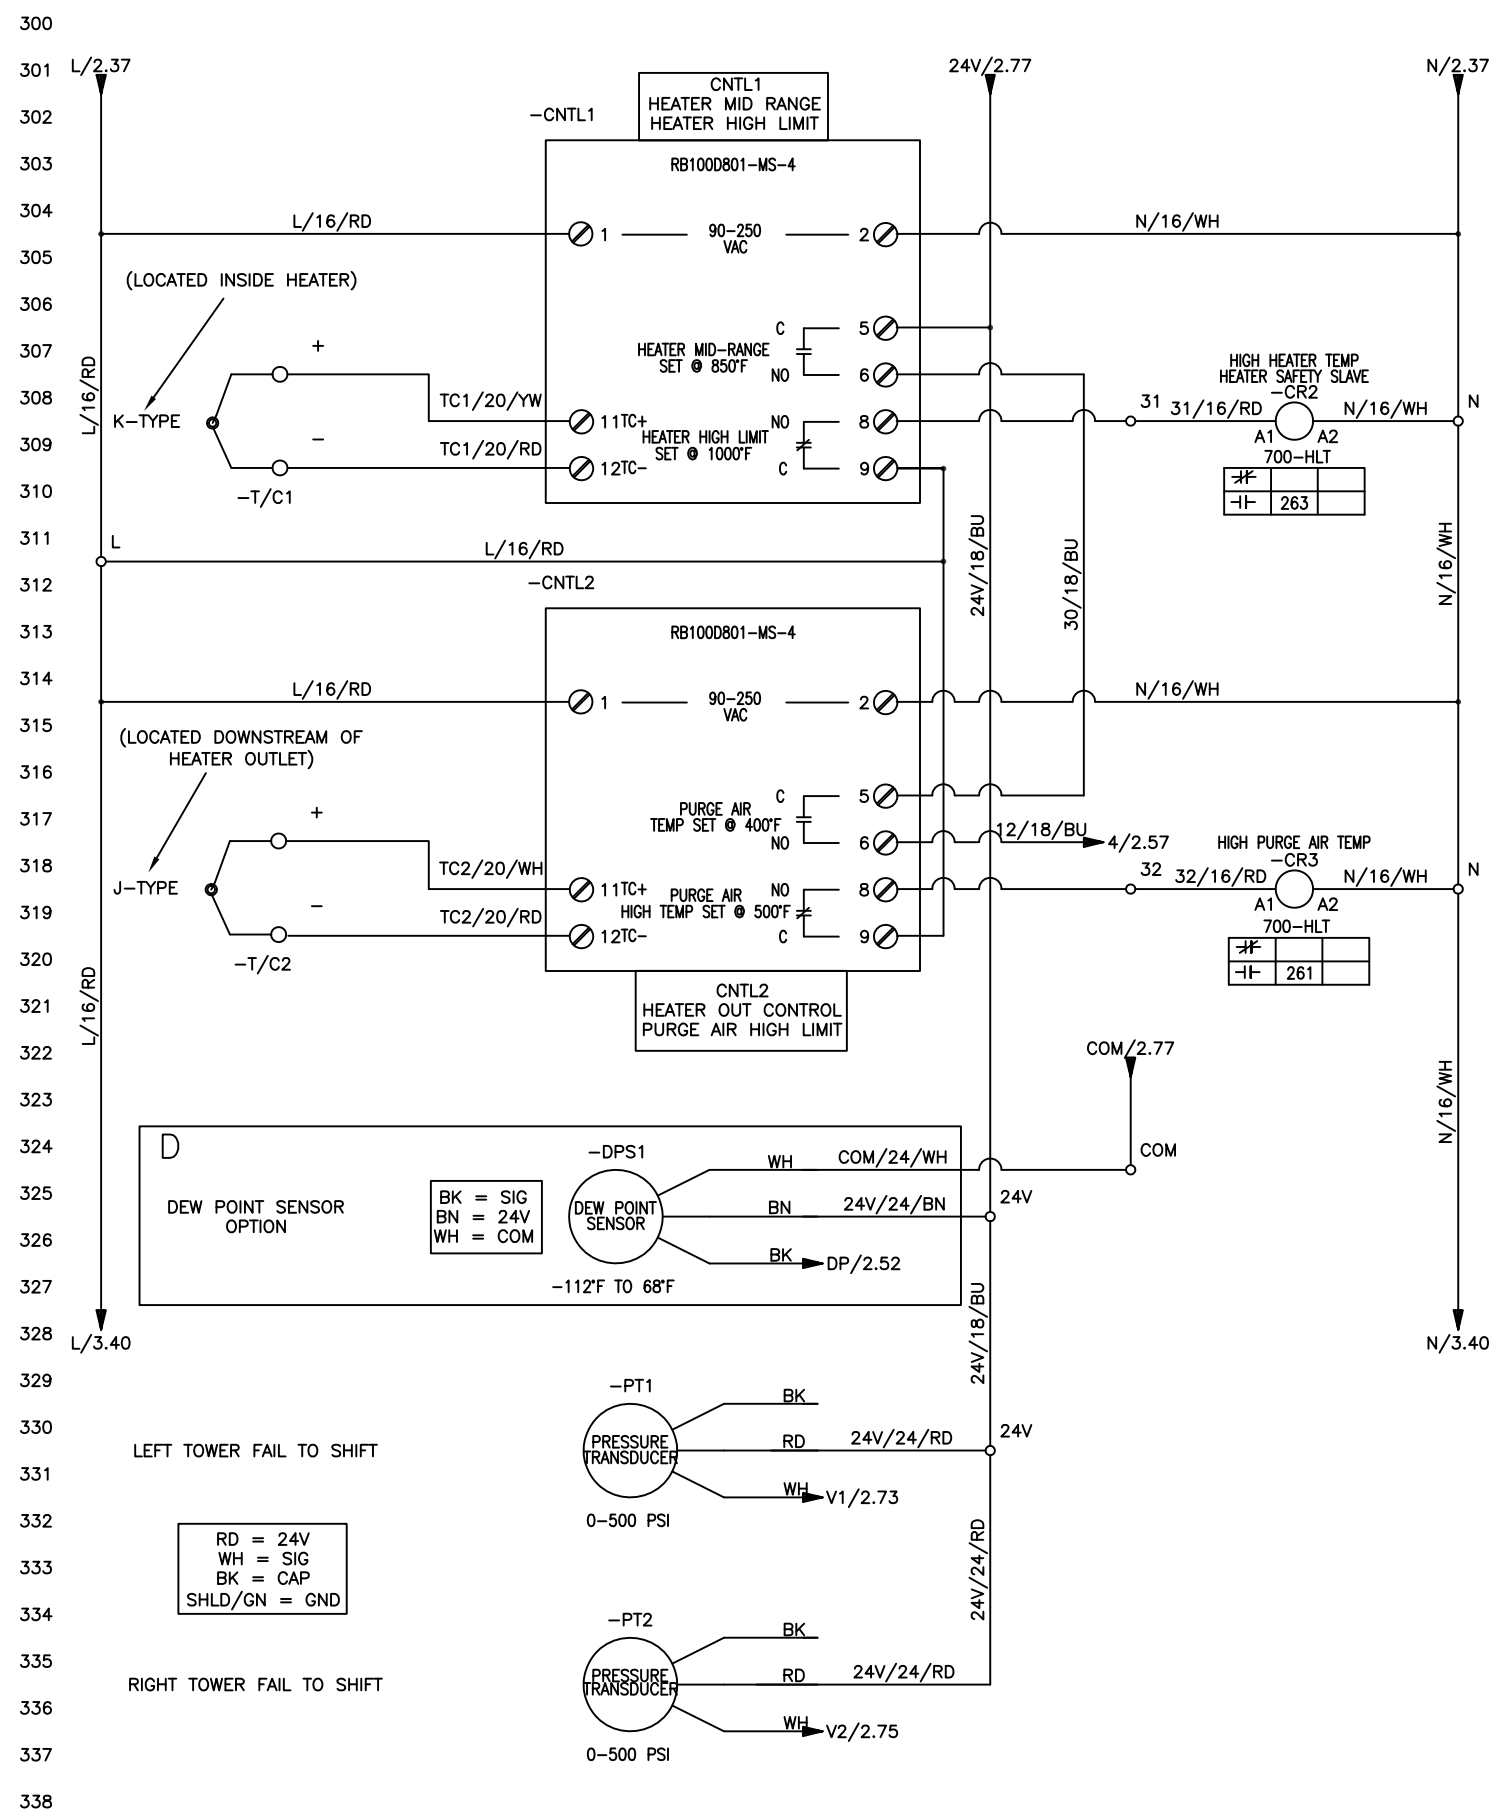 300
301
302
303
304
305
306
307
308
309
310
311
312
313
314
315
316
317
318
319
320
321
322
323
324
325
326
327
328
329
330
331
332
333
334
335
336
337
338
L/2.37
24V/2.77
N/2.37
CNTL1
HEATER MID RANGE
HEATER HIGH LIMIT
-CNTL1
RB100D801-MS-4
L/16/RD
1
90-250
VAC
2
N/16/WH
(LOCATED INSIDE HEATER)
L/16/RD
+
K-TYPE
-
-T/C1
TC1/20/YW
TC1/20/RD
11TC+
12TC-
C
5
HEATER MID-RANGE
SET @ 850°F
NO
6
NO
8
HEATER HIGH LIMIT
SET @ 1000°F
C
9
31
31/16/RD
HIGH HEATER TEMP
HEATER SAFETY SLAVE
-CR2
A1
A2
700-HLT
263
N/16/WH
N
L
L/16/RD
24V/18/BU
30/18/BU
N/16/WH
-CNTL2
RB100D801-MS-4
L/16/RD
1
90-250
VAC
2
N/16/WH
(LOCATED DOWNSTREAM OF
HEATER OUTLET)
+
J-TYPE
-
-T/C2
TC2/20/WH
TC2/20/RD
11TC+
12TC-
C
5
PURGE AIR
TEMP SET @ 400°F
NO
6
12/18/BU
4/2.57
NO
8
PURGE AIR
HIGH TEMP SET @ 500°F
C
9
32
32/16/RD
HIGH PURGE AIR TEMP
-CR3
A1
A2
700-HLT
261
N/16/WH
N
L/16/RD
CNTL2
HEATER OUT CONTROL
PURGE AIR HIGH LIMIT
COM/2.77
COM
N/16/WH
D
DEW POINT SENSOR
OPTION
BK = SIG
BN = 24V
WH = COM
-DPS1
DEW POINT
SENSOR
-112°F TO 68°F
WH
COM/24/WH
BN
24V/24/BN
24V
BK
DP/2.52
L/3.40
24V/18/BU
N/3.40
-PT1
PRESSURE
TRANSDUCER
0-500 PSI
BK
RD
24V/24/RD
24V
WH
V1/2.73
LEFT TOWER FAIL TO SHIFT
RD = 24V
WH = SIG
BK = CAP
SHLD/GN = GND
24V/24/RD
-PT2
PRESSURE
TRANSDUCER
0-500 PSI
BK
RD
24V/24/RD
WH
V2/2.75
RIGHT TOWER FAIL TO SHIFT